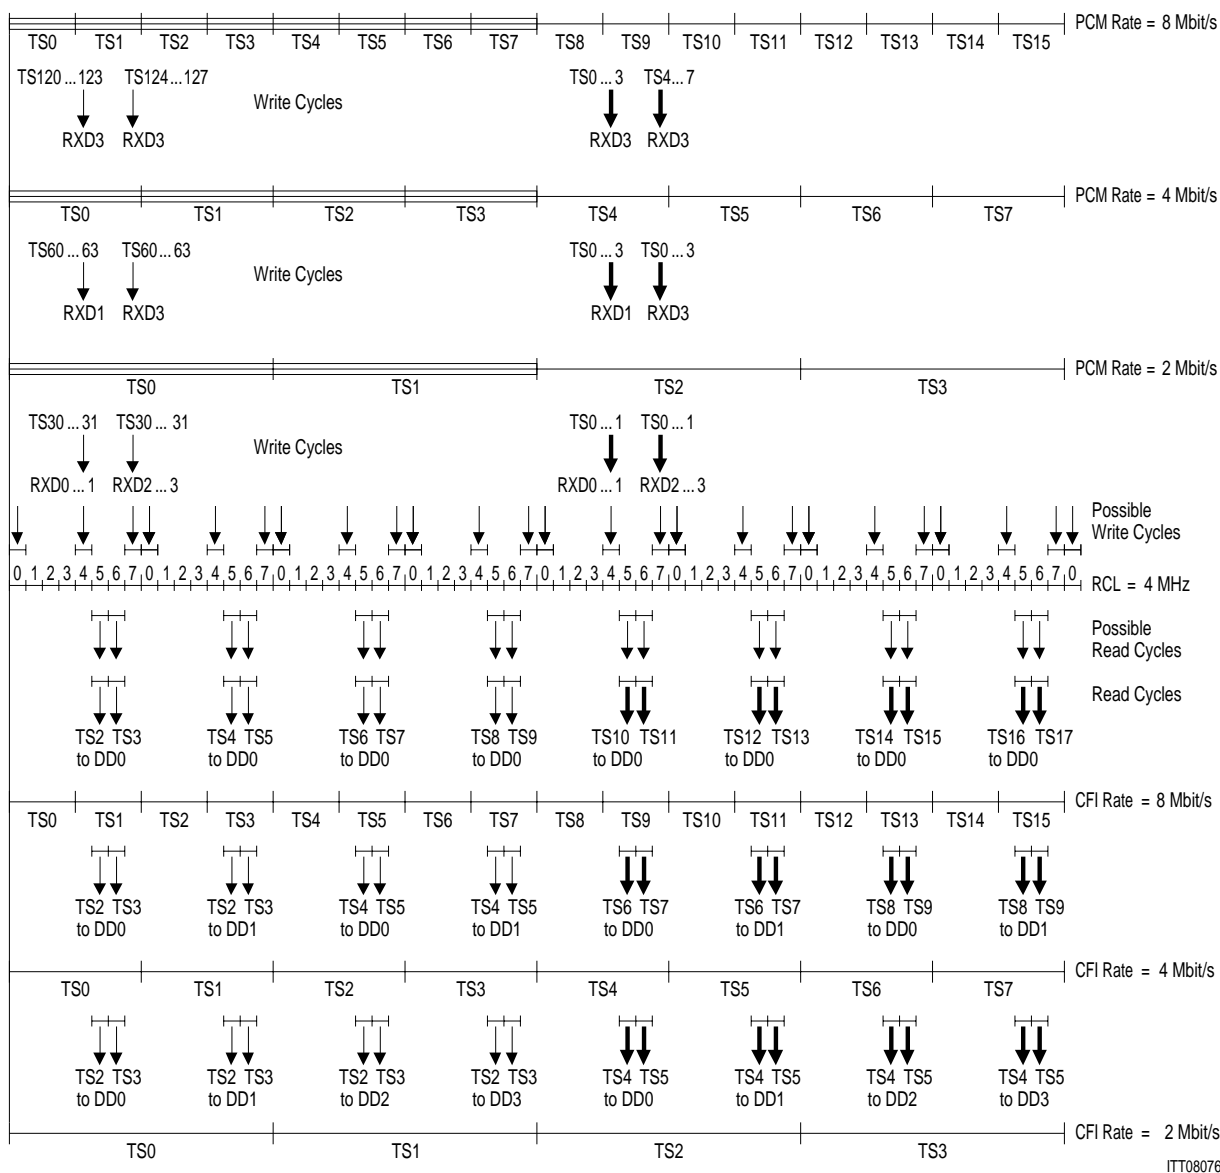 PCM Rate = 8 Mbit/s
TS0 TS1 TS2 TS3 TS4 TS5 TS6 TS7 TS8 TS9 TS10 TS11 TS12 TS13 TS14 TS15
TS120 ... 123 TS124 ... 127 TS0 ... 3 TS4 ... 7
Write Cycles
RXD3 RXD3 RXD3 RXD3
PCM Rate = 4 Mbit/s
TS0 TS1 TS2 TS3 TS4 TS5 TS6 TS7
TS60 ... 63 TS60 ... 63 TS0 ... 3 TS0 ... 3
Write Cycles
RXD1 RXD3 RXD1 RXD3
PCM Rate = 2 Mbit/s
TS0 TS1 TS2 TS3
TS30 ... 31 TS30 ... 31 TS0 ... 1 TS0 ... 1
Write Cycles
RXD0 ... 1 RXD2 ... 3 RXD0 ... 1 RXD2 ... 3
Possible
Write Cycles
0 1 2 3 4 5 6 7 0 1 2 3 4 5 6 7 0 1 2 3 4 5 6 7 0 1 2 3 4 5 6 7 0 1 2 3 4 5 6 7 0 1 2 3 4 5 6 7 0 1 2 3 4 5 6 7 0 1 2 3 4 5 6 7 0
RCL = 4 MHz
Possible
Read Cycles
Read Cycles
TS2 TS3 TS4 TS5 TS6 TS7 TS8 TS9 TS10 TS11 TS12 TS13 TS14 TS15 TS16 TS17
to DD0 to DD0 to DD0 to DD0 to DD0 to DD0 to DD0 to DD0
CFI Rate = 8 Mbit/s
TS0 TS1 TS2 TS3 TS4 TS5 TS6 TS7 TS8 TS9 TS10 TS11 TS12 TS13 TS14 TS15
TS2 TS3 TS2 TS3 TS4 TS5 TS4 TS5 TS6 TS7 TS6 TS7 TS8 TS9 TS8 TS9
to DD0 to DD1 to DD0 to DD1 to DD0 to DD1 to DD0 to DD1
CFI Rate = 4 Mbit/s
TS0 TS1 TS2 TS3 TS4 TS5 TS6 TS7
TS2 TS3 TS2 TS3 TS2 TS3 TS2 TS3 TS4 TS5 TS4 TS5 TS4 TS5 TS4 TS5
to DD0 to DD1 to DD2 to DD3 to DD0 to DD1 to DD2 to DD3
CFI Rate = 2 Mbit/s
TS0 TS1 TS2 TS3
ITT08076